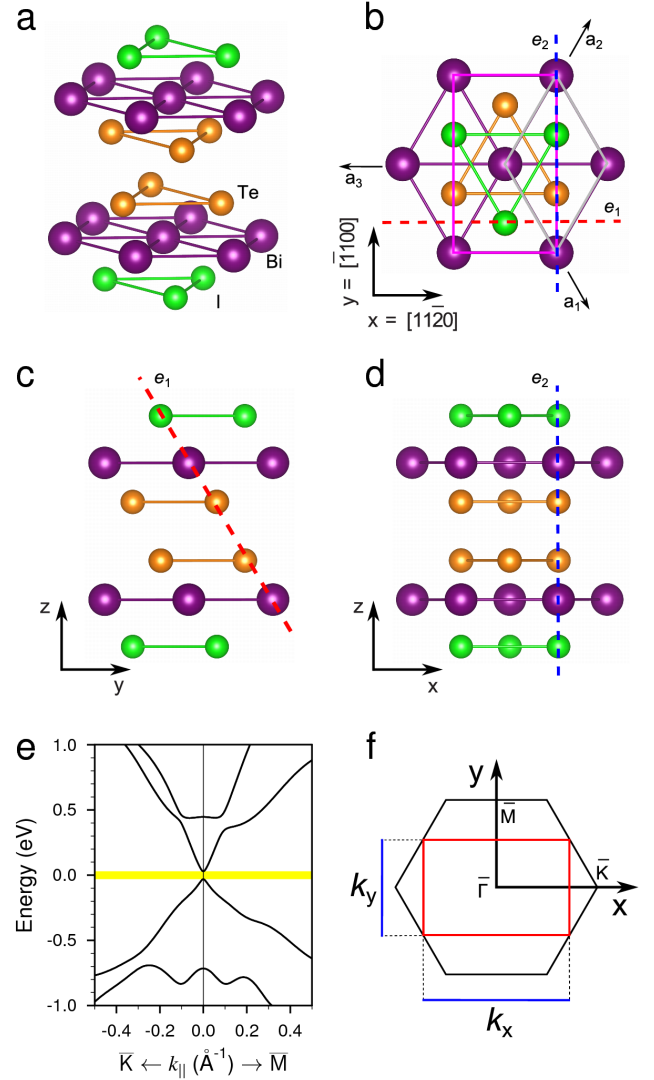 a
Te
Bi
I
b
e₂
a₂
a₃
e₁
a₁
y = [1̅100]
x = [112̅0]
c
e₁
z
y
d
e₂
z
x
e
1.0
0.5
0.0
-0.5
-1.0
Energy (eV)
-0.4 -0.2 0.0 0.2 0.4
K̅ ← k|| (Å⁻¹) → M̅
f
y
M̅
K̅
Γ̅
x
kᵧ
kₓ